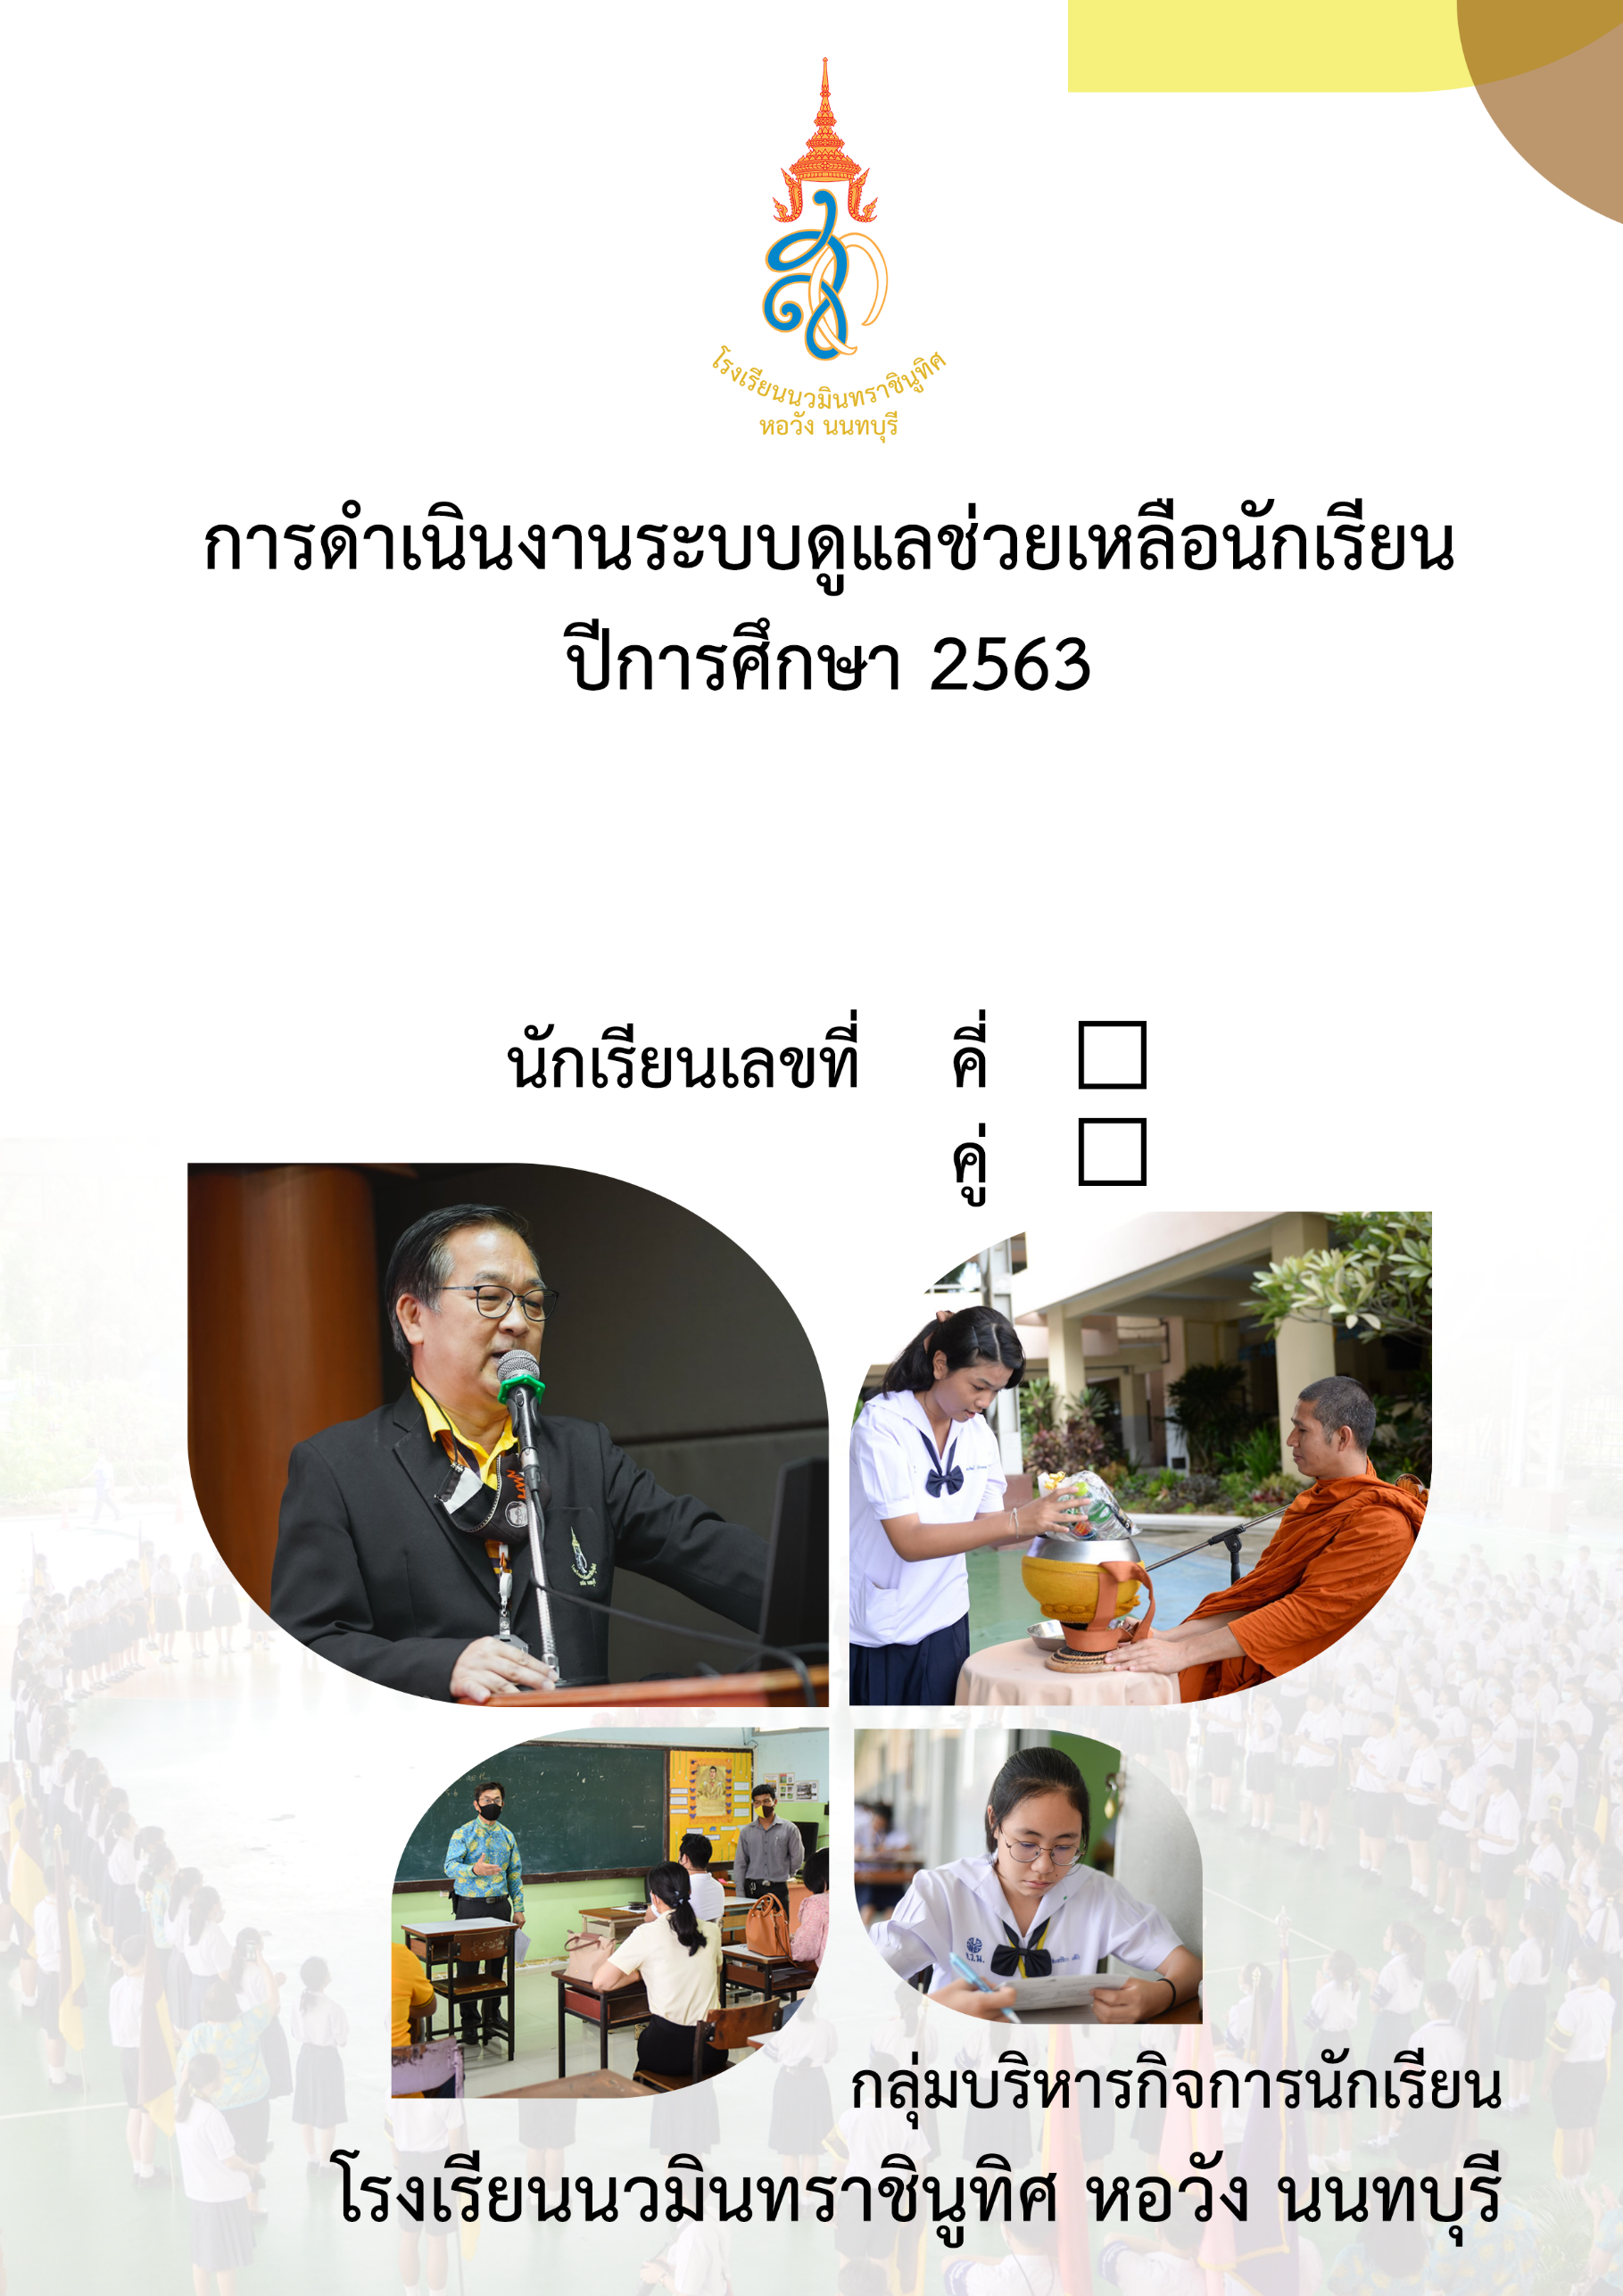 โรงเรียนนวมินทราชินูทิศ
หอวัง นนทบุรี
การดำเนินงานระบบดูแลช่วยเหลือนักเรียน
ปีการศึกษา 2563
นักเรียนเลขที่ คี่
คู่
กลุ่มบริหารกิจการนักเรียน
โรงเรียนนวมินทราชินูทิศ หอวัง นนทบุรี